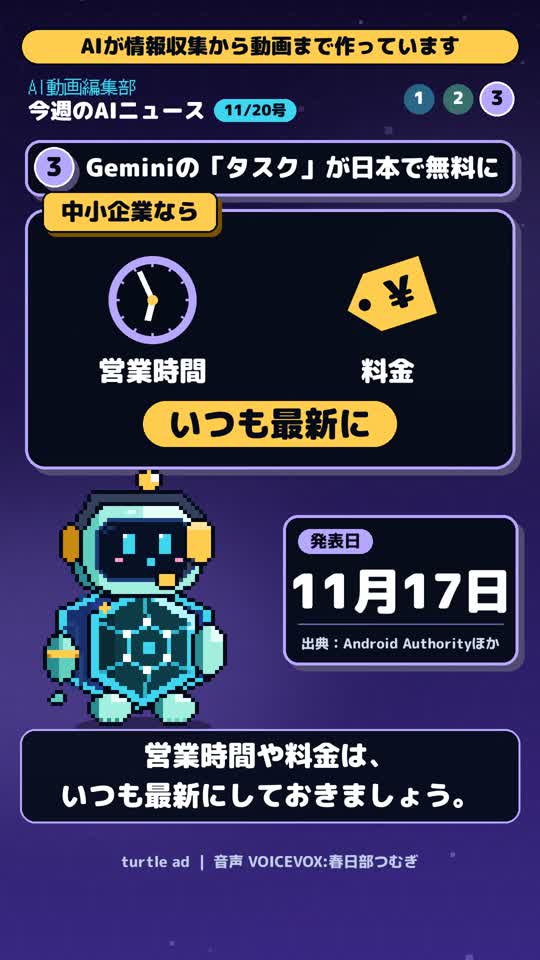 AIが情報収集から動画まで作っています
AI動画編集部
今週のAIニュース 11/20号
1 2 3
3 Geminiの「タスク」が日本で無料に
中小企業なら
¥
営業時間 料金
いつも最新に
発表日
11月17日
出典：Android Authorityほか
営業時間や料金は、
いつも最新にしておきましょう。
turtle ad | 音声 VOICEVOX:春日部つむぎ